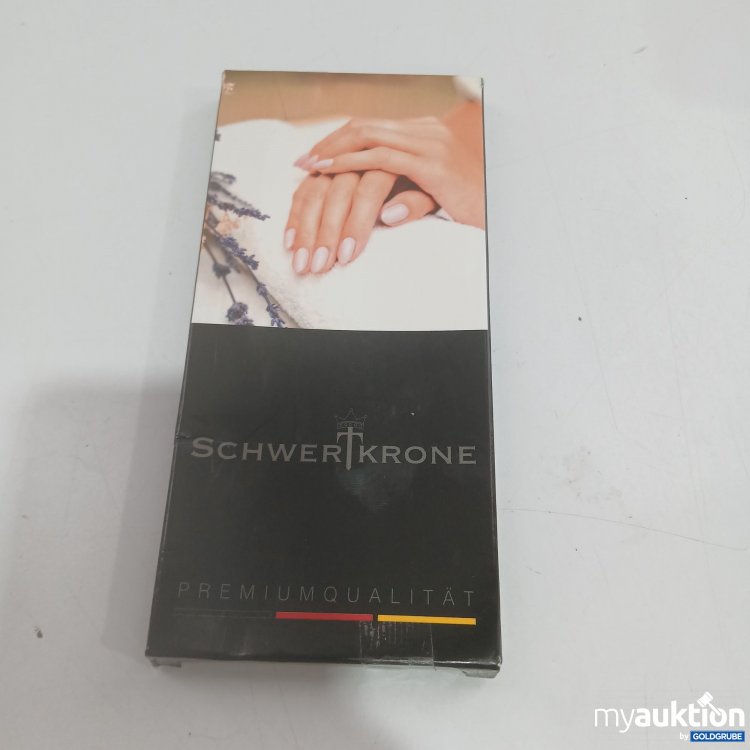 SCHWERTKRONE
PREMIUMQUALITÄT
myauktion
by GOLDGRUBE